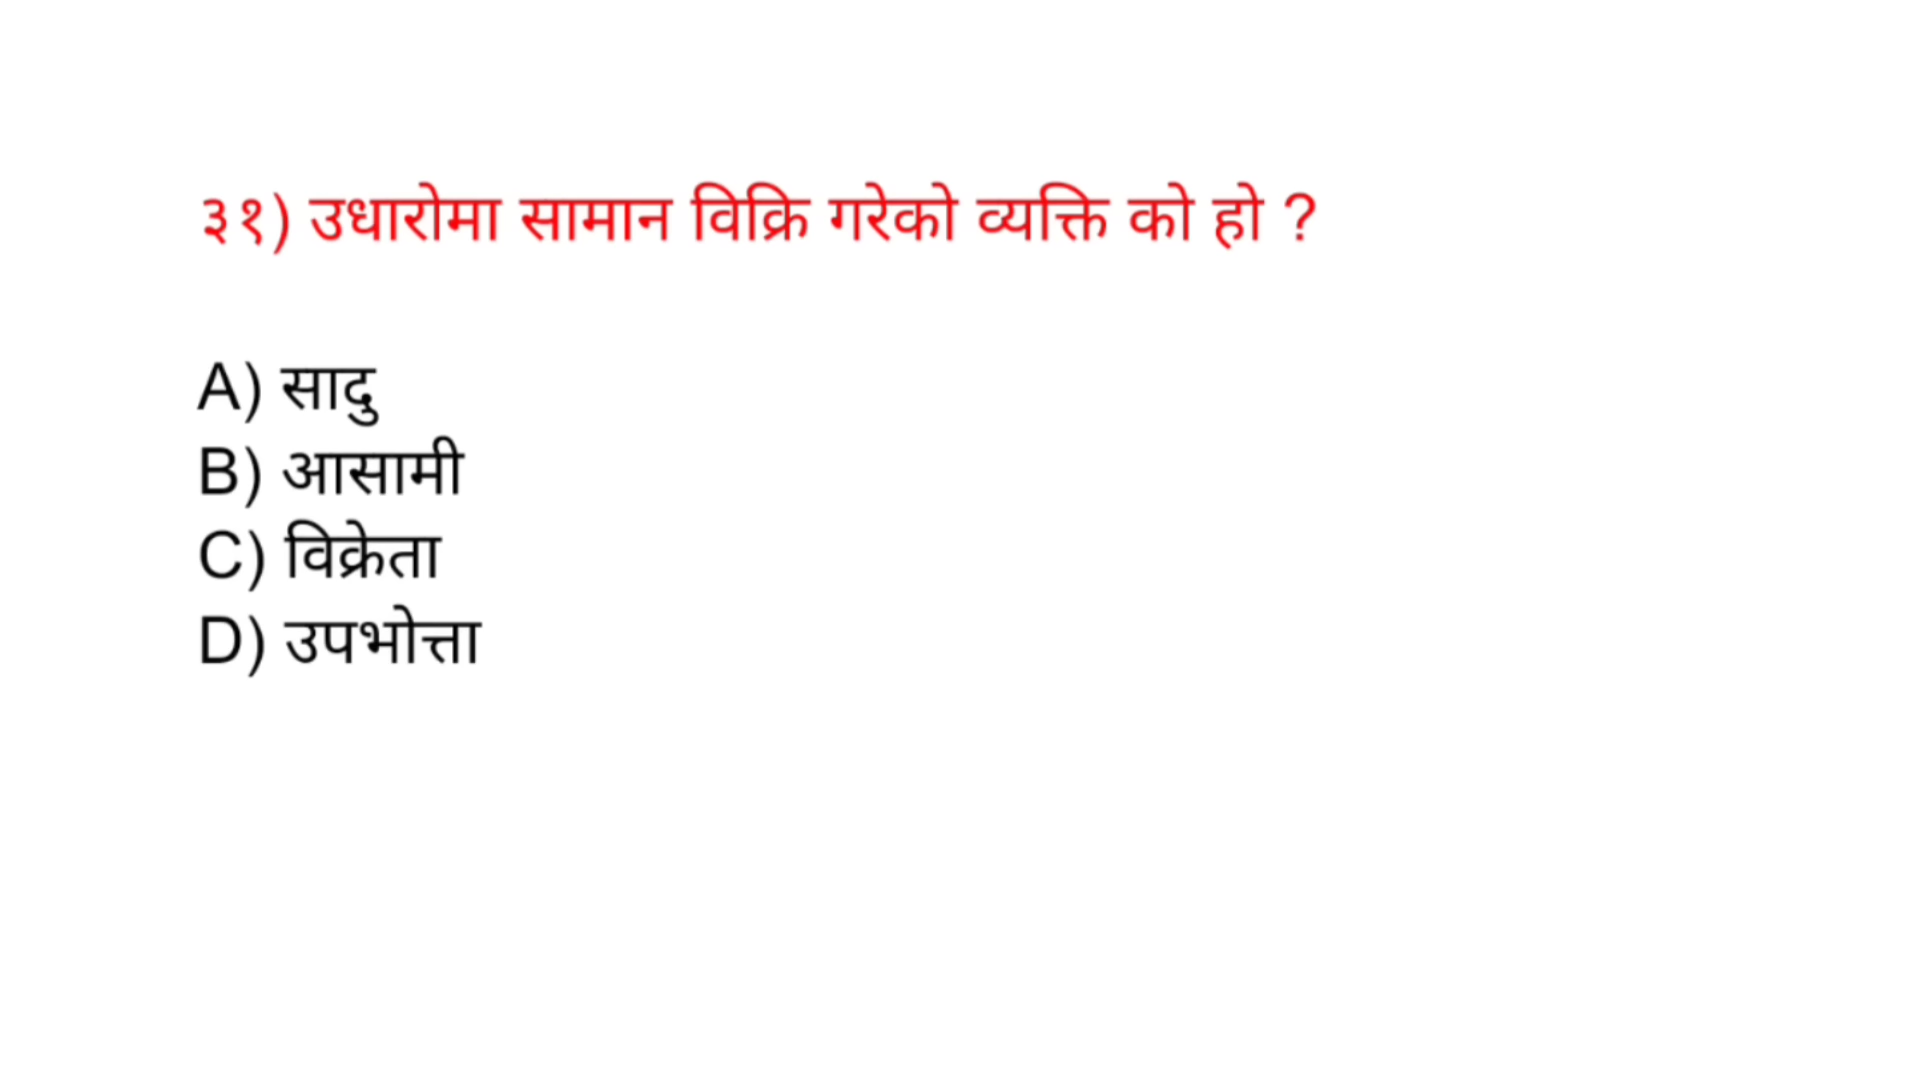 ३१) उधारोमा सामान विक्रि गरेको व्यक्ति को हो ?
A) सादु
B) आसामी
C) विक्रेता
D) उपभोत्ता